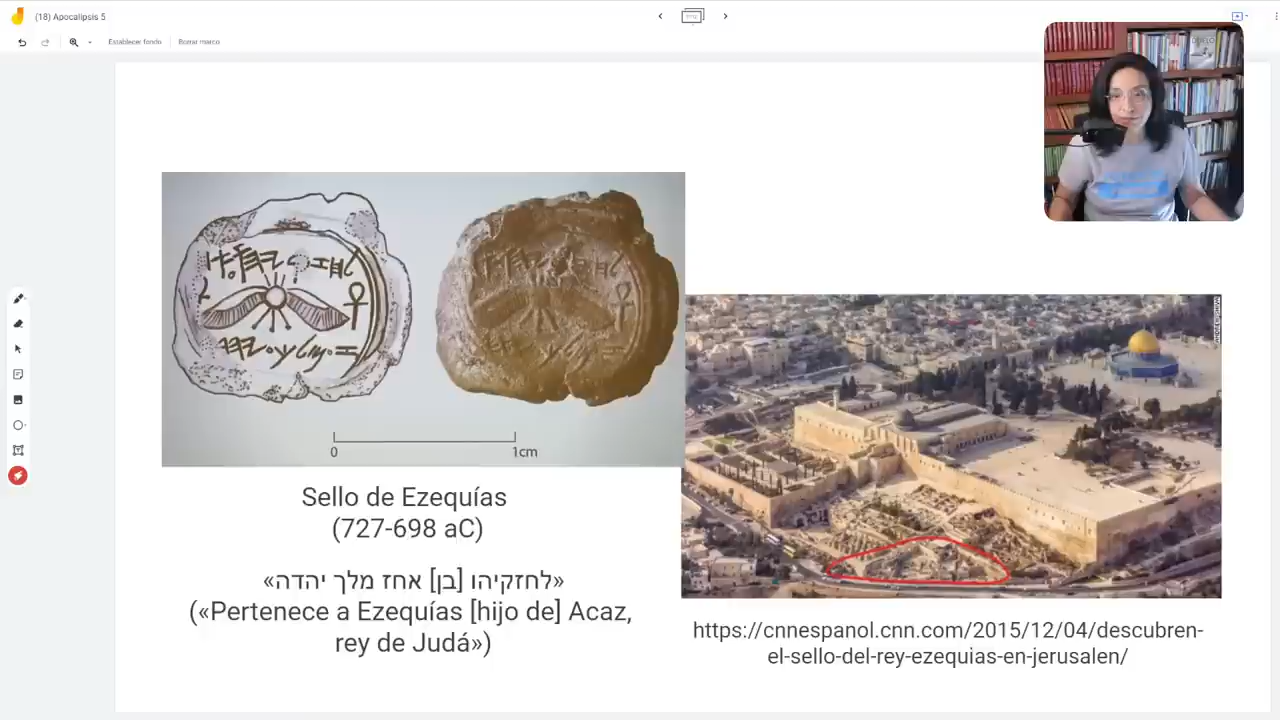 (18) Apocalipsis 5
Establecer fondo
Borrar marco
0 1cm
Sello de Ezequías
(727-698 aC)
«לחזקיהו [בן] אחז מלך יהדה»
(«Pertenece a Ezequías [hijo de] Acaz,
rey de Judá»)
https://cnnespanol.cnn.com/2015/12/04/descubren-
el-sello-del-rey-ezequias-en-jerusalen/